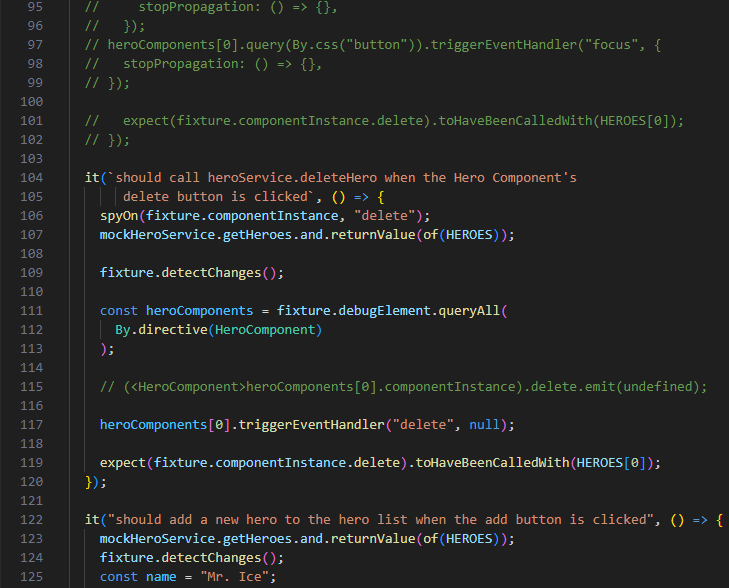 95 //     stopPropagation: () => {},
96 //   });
97 // heroComponents[0].query(By.css("button")).triggerEventHandler("focus", {
98 //   stopPropagation: () => {},
99 // });
100
101 //   expect(fixture.componentInstance.delete).toHaveBeenCalledWith(HEROES[0]);
102 // });
103
104 it(`should call heroService.deleteHero when the Hero Component's
105      delete button is clicked`, () => {
106   spyOn(fixture.componentInstance, "delete");
107   mockHeroService.getHeroes.and.returnValue(of(HEROES));
108
109   fixture.detectChanges();
110
111   const heroComponents = fixture.debugElement.queryAll(
112     By.directive(HeroComponent)
113   );
114
115   // (<HeroComponent>heroComponents[0].componentInstance).delete.emit(undefined);
116
117   heroComponents[0].triggerEventHandler("delete", null);
118
119   expect(fixture.componentInstance.delete).toHaveBeenCalledWith(HEROES[0]);
120 });
121
122 it("should add a new hero to the hero list when the add button is clicked", () => {
123   mockHeroService.getHeroes.and.returnValue(of(HEROES));
124   fixture.detectChanges();
125   const name = "Mr. Ice";